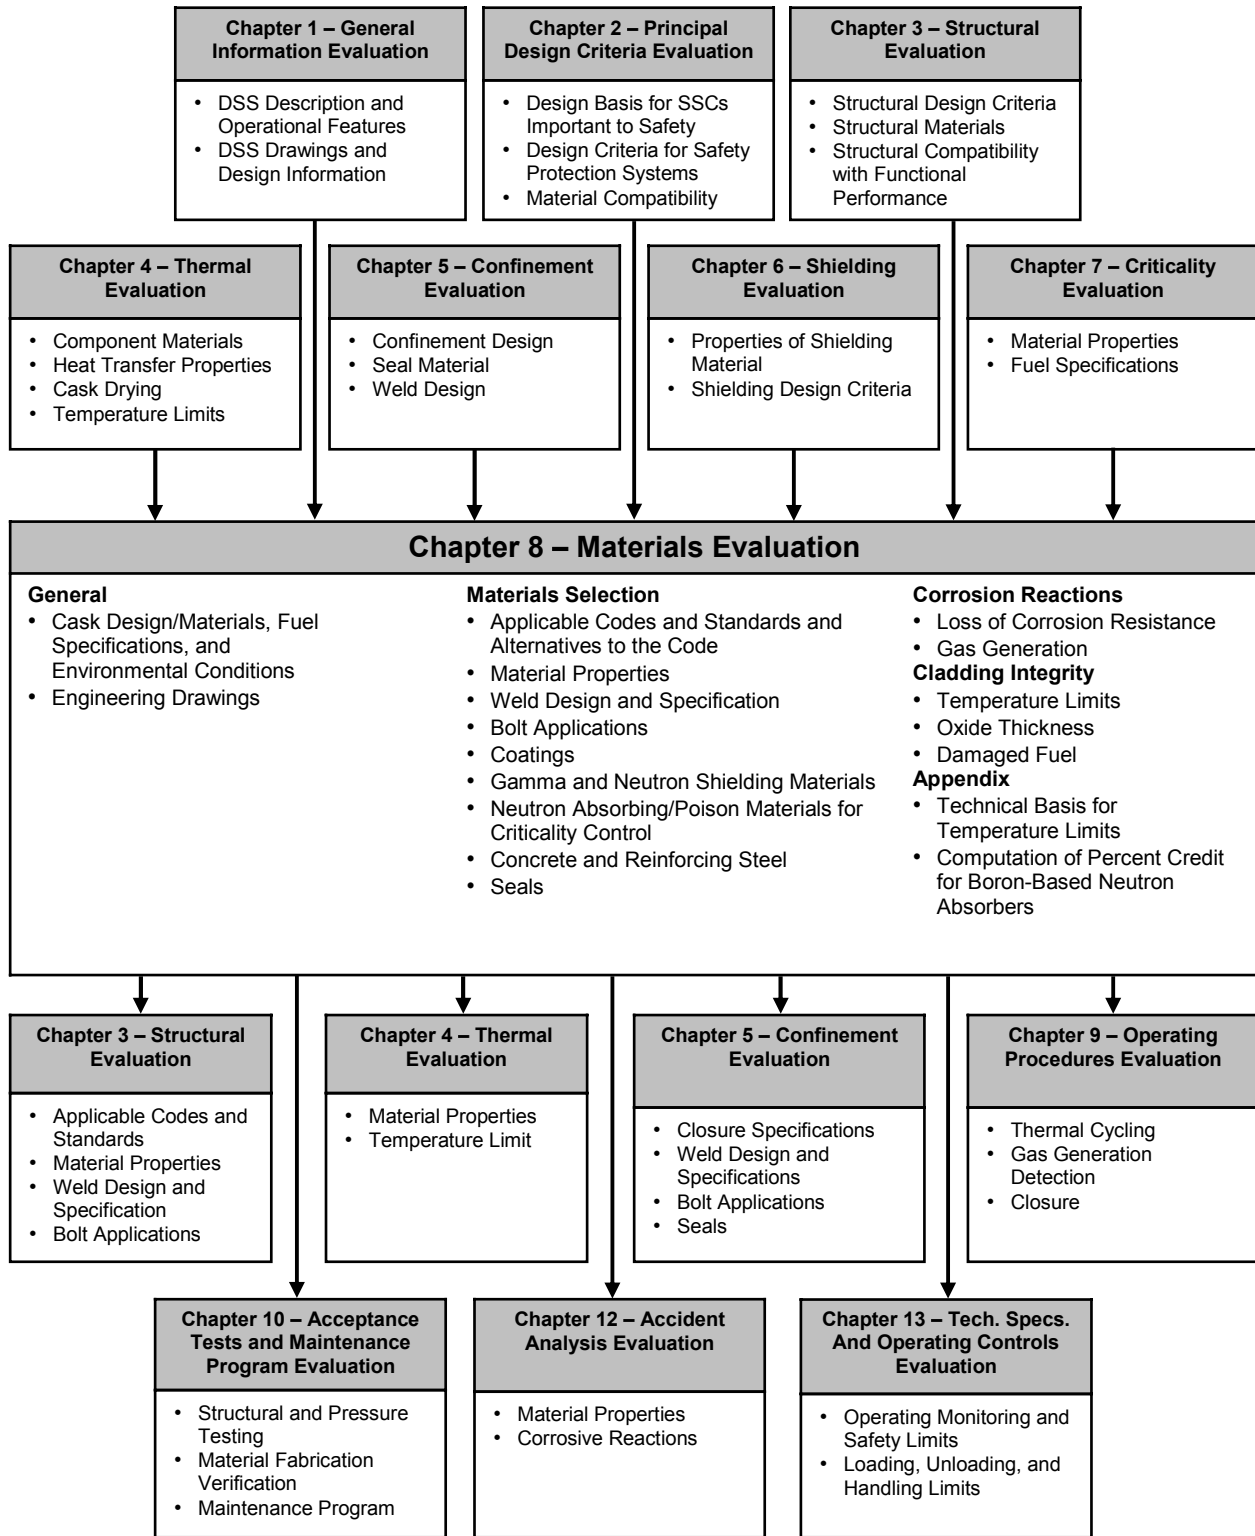 Chapter 1 – General
Information Evaluation
• DSS Description and
Operational Features
• DSS Drawings and
Design Information
Chapter 2 – Principal
Design Criteria Evaluation
• Design Basis for SSCs
Important to Safety
• Design Criteria for Safety
Protection Systems
• Material Compatibility
Chapter 3 – Structural
Evaluation
• Structural Design Criteria
• Structural Materials
• Structural Compatibility
with Functional
Performance
Chapter 4 – Thermal
Evaluation
• Component Materials
• Heat Transfer Properties
• Cask Drying
• Temperature Limits
Chapter 5 – Confinement
Evaluation
• Confinement Design
• Seal Material
• Weld Design
Chapter 6 – Shielding
Evaluation
• Properties of Shielding
Material
• Shielding Design Criteria
Chapter 7 – Criticality
Evaluation
• Material Properties
• Fuel Specifications
Chapter 8 – Materials Evaluation
General
• Cask Design/Materials, Fuel
Specifications, and
Environmental Conditions
• Engineering Drawings
Materials Selection
• Applicable Codes and Standards and
Alternatives to the Code
• Material Properties
• Weld Design and Specification
• Bolt Applications
• Coatings
• Gamma and Neutron Shielding Materials
• Neutron Absorbing/Poison Materials for
Criticality Control
• Concrete and Reinforcing Steel
• Seals
Corrosion Reactions
• Loss of Corrosion Resistance
• Gas Generation
Cladding Integrity
• Temperature Limits
• Oxide Thickness
• Damaged Fuel
Appendix
• Technical Basis for
Temperature Limits
• Computation of Percent Credit
for Boron-Based Neutron
Absorbers
Chapter 3 – Structural
Evaluation
• Applicable Codes and
Standards
• Material Properties
• Weld Design and
Specification
• Bolt Applications
Chapter 4 – Thermal
Evaluation
• Material Properties
• Temperature Limit
Chapter 5 – Confinement
Evaluation
• Closure Specifications
• Weld Design and
Specifications
• Bolt Applications
• Seals
Chapter 9 – Operating
Procedures Evaluation
• Thermal Cycling
• Gas Generation
Detection
• Closure
Chapter 10 – Acceptance
Tests and Maintenance
Program Evaluation
• Structural and Pressure
Testing
• Material Fabrication
Verification
• Maintenance Program
Chapter 12 – Accident
Analysis Evaluation
• Material Properties
• Corrosive Reactions
Chapter 13 – Tech. Specs.
And Operating Controls
Evaluation
• Operating Monitoring and
Safety Limits
• Loading, Unloading, and
Handling Limits